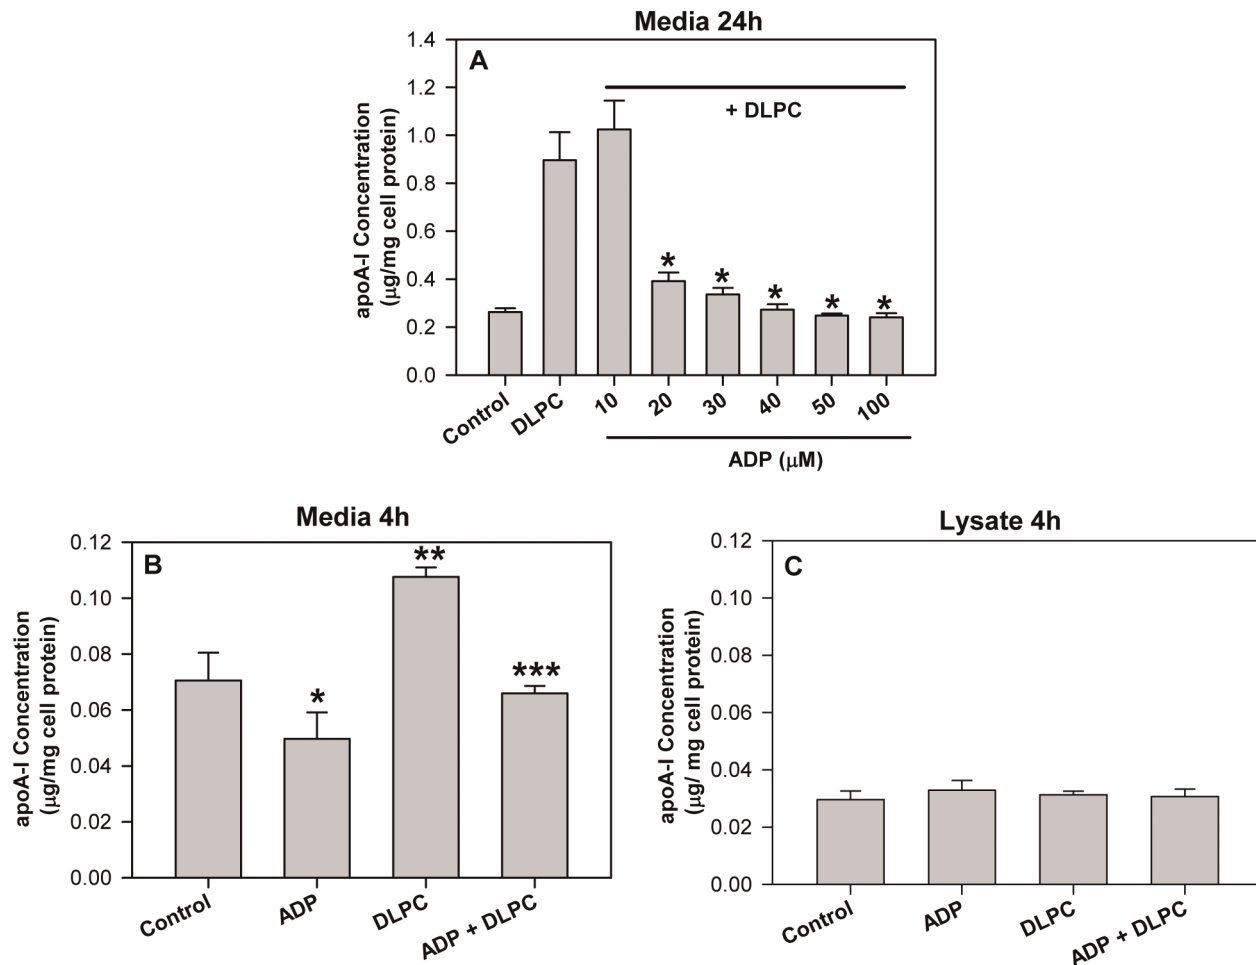 Media 24h
A
apoA-I Concentration
(µg/mg cell protein)
1.4
1.2
1.0
0.8
0.6
0.4
0.2
0.0
+ DLPC
*
*
*
*
*
Control
DLPC
10
20
30
40
50
100
ADP (µM)
Media 4h
B
apoA-I Concentration
(µg/mg cell protein)
0.12
0.10
0.08
0.06
0.04
0.02
0.00
*
**
***
Control
ADP
DLPC
ADP + DLPC
Lysate 4h
C
apoA-I Concentration
(µg/ mg cell protein)
0.12
0.10
0.08
0.06
0.04
0.02
0.00
Control
ADP
DLPC
ADP + DLPC